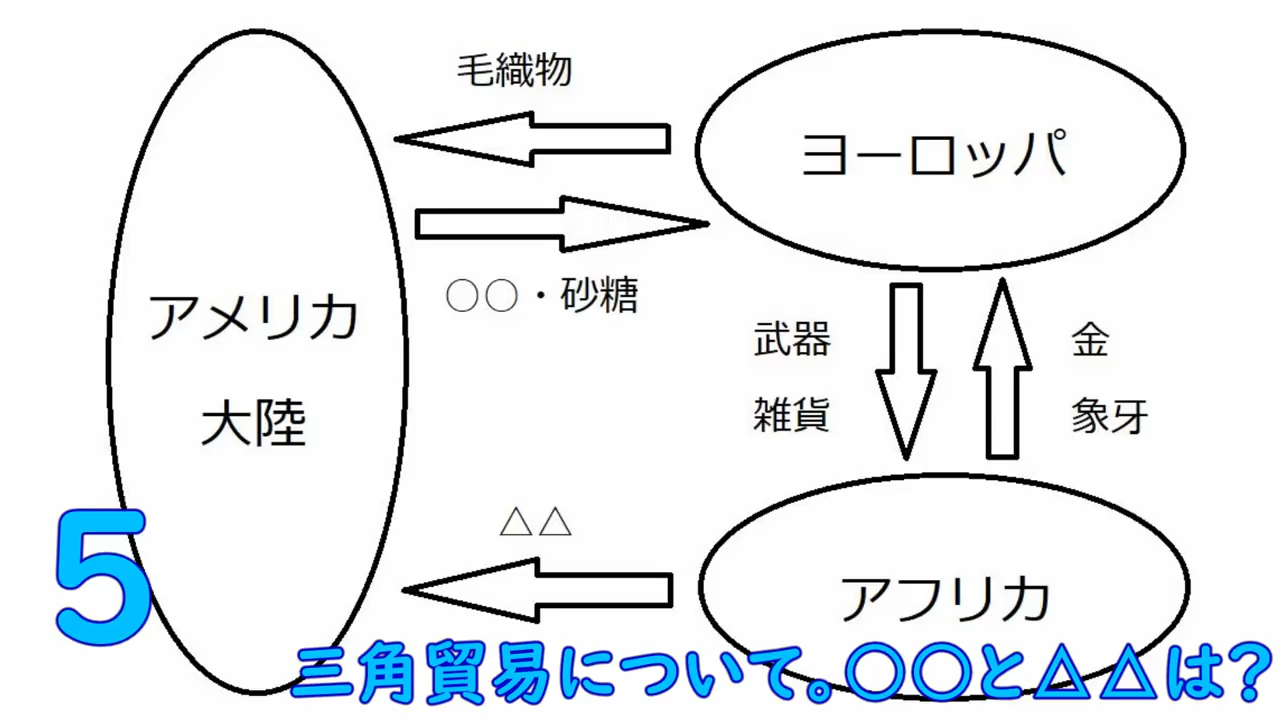 毛織物
ヨーロッパ
○○・砂糖
アメリカ
大陸
武器
雑貨
金
象牙
△△
アフリカ
5
三角貿易について。○○と△△は?